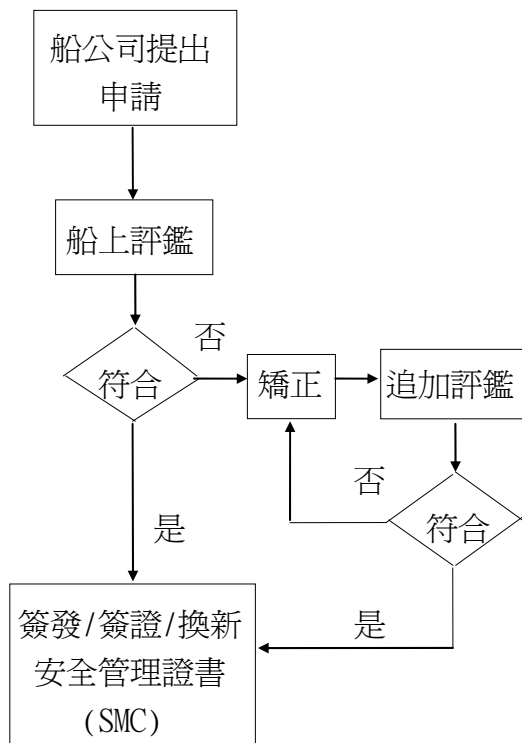 船公司提出
申請
船上評鑑
符合
否
矯正
追加評鑑
符合
否
是
是
簽發/簽證/換新
安全管理證書
(SMC)